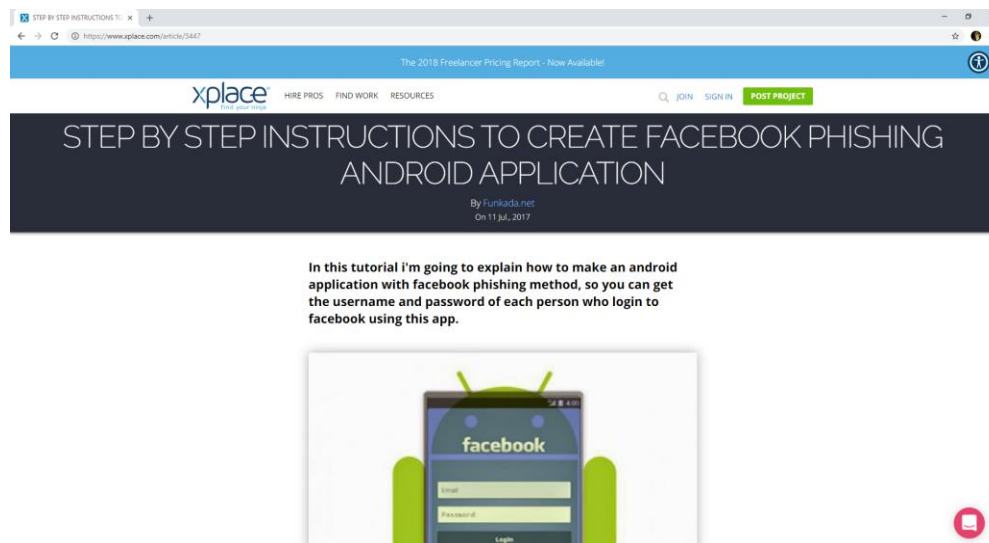 STEP BY STEP INSTRUCTIONS TO
https://www.xplace.com/article/5447
The 2018 Freelancer Pricing Report - Now Available!
xplace
find your ninja
HIRE PROS FIND WORK RESOURCES
JOIN SIGN IN POST PROJECT
STEP BY STEP INSTRUCTIONS TO CREATE FACEBOOK PHISHING
ANDROID APPLICATION
By Funkada.net
On 11 Jul., 2017
In this tutorial i'm going to explain how to make an android
application with facebook phishing method, so you can get
the username and password of each person who login to
facebook using this app.
4:00
facebook
Email
Password
Login